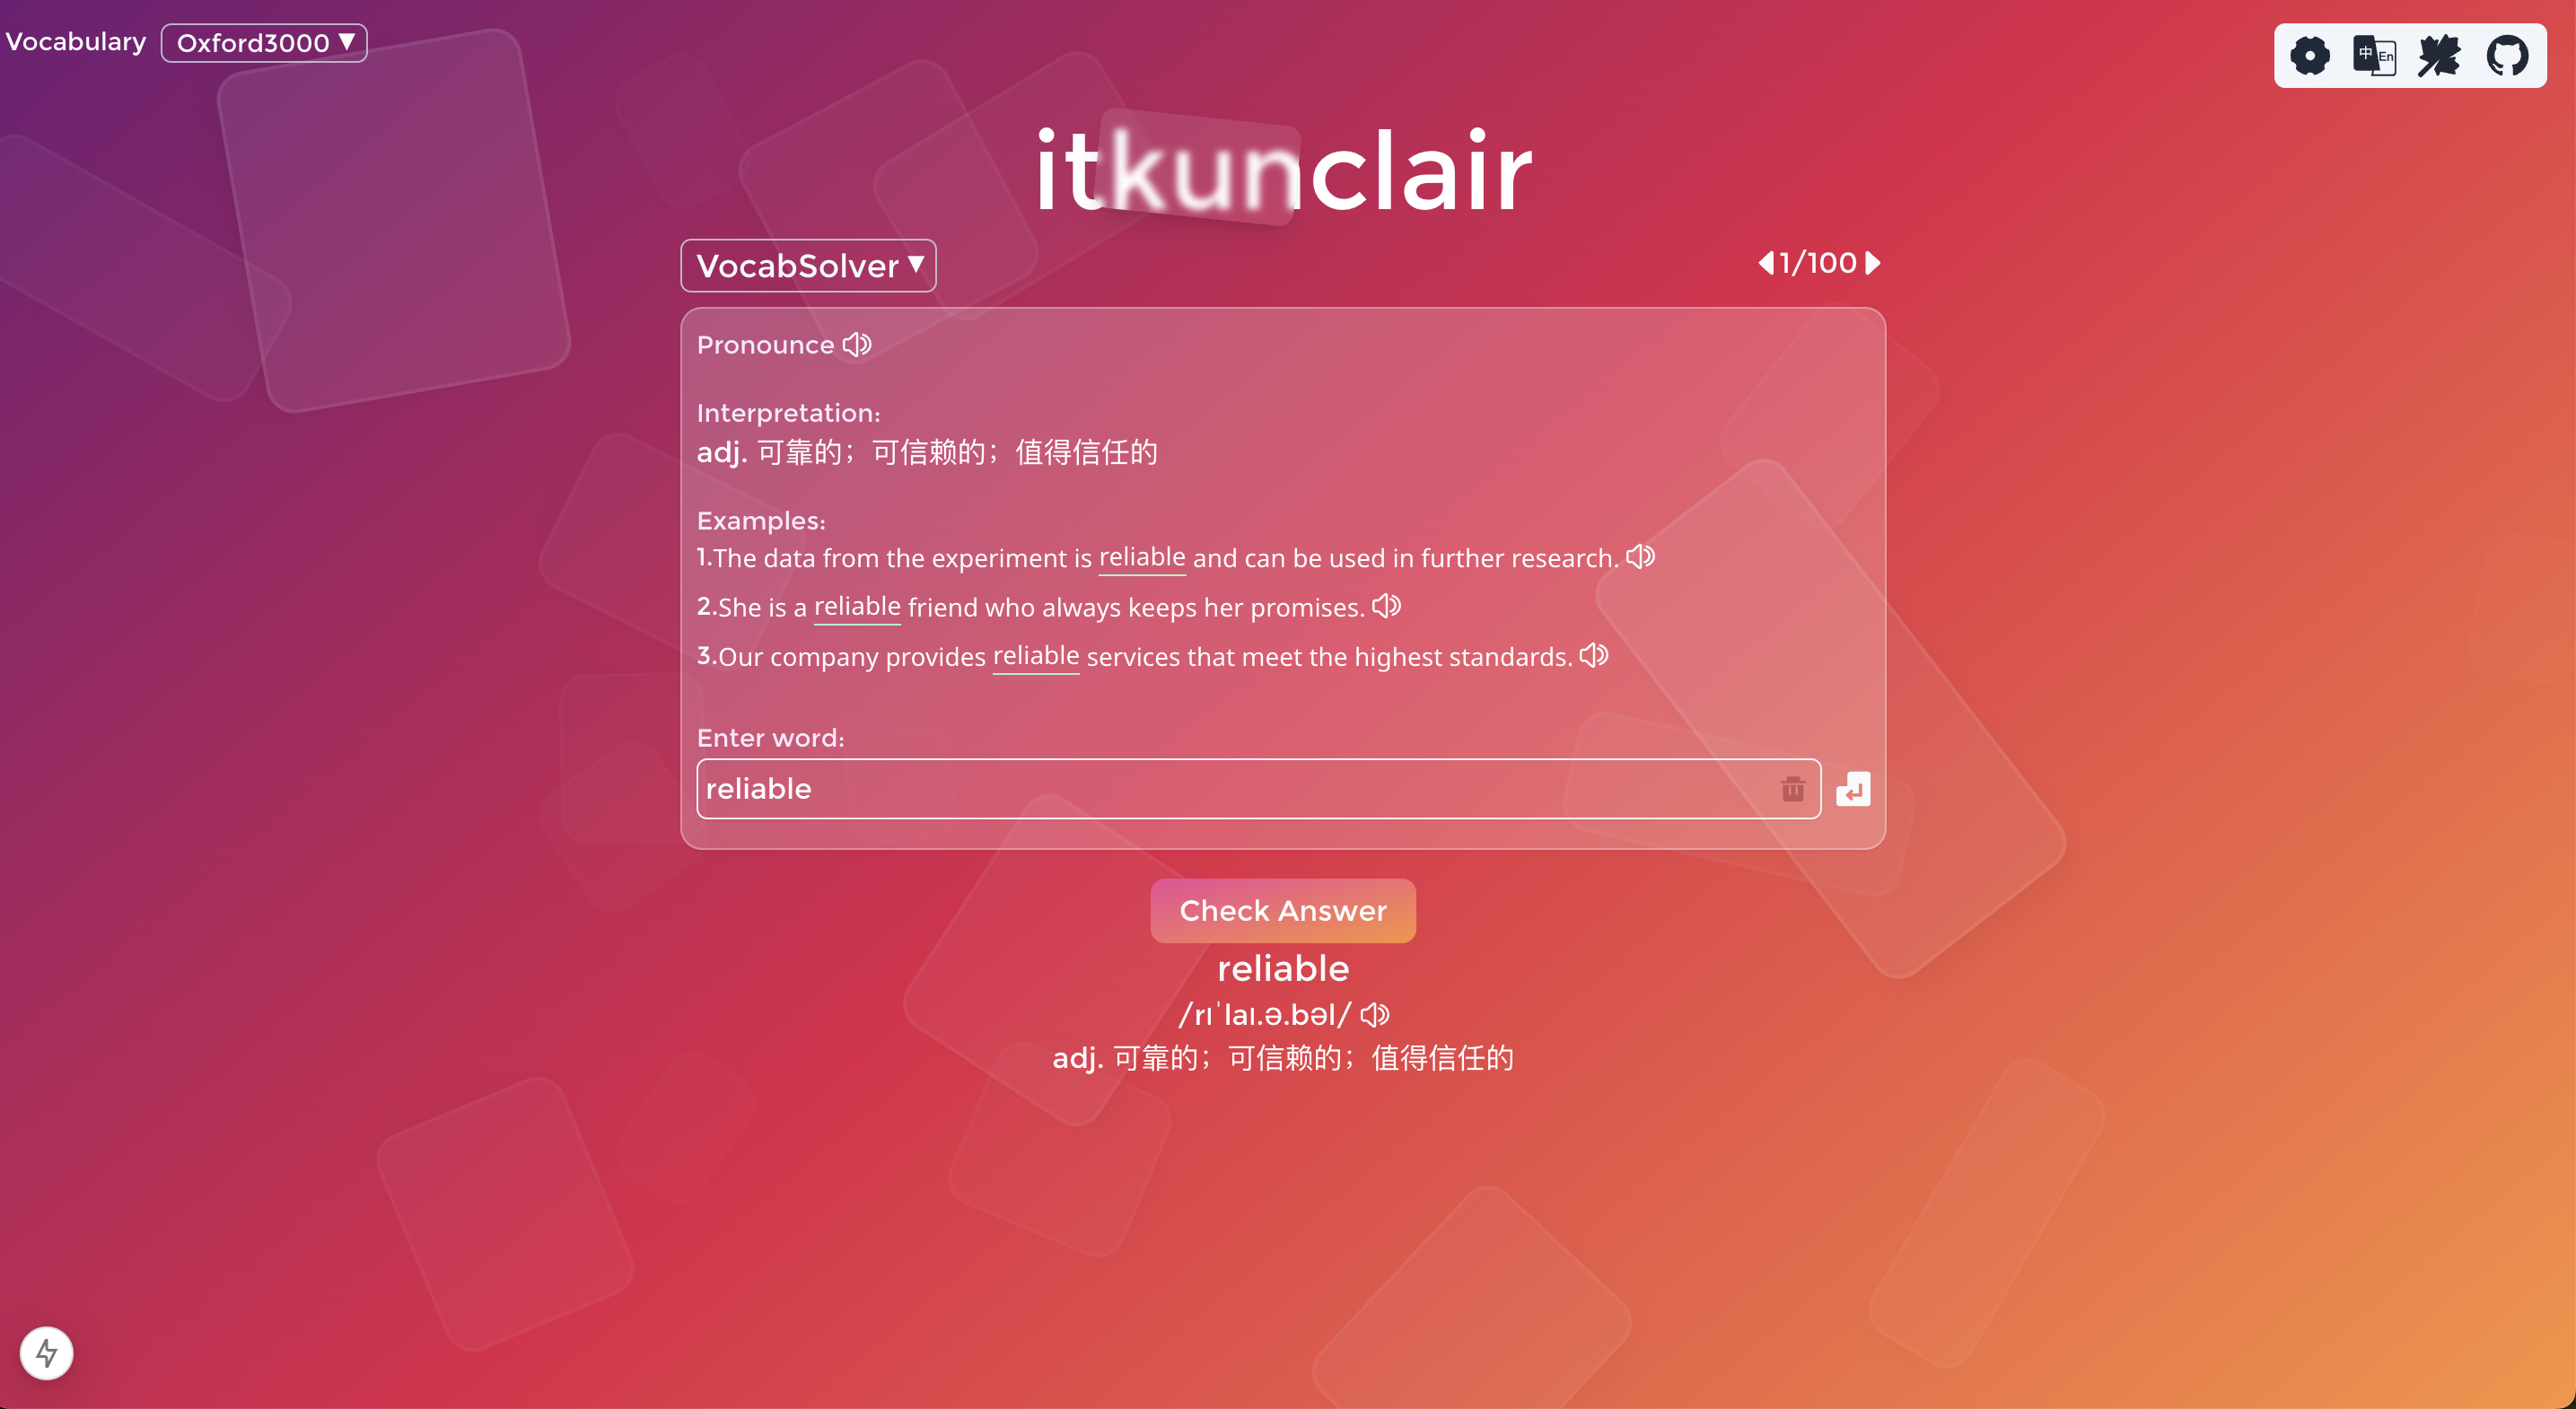 Vocabulary Oxford3000 ▼
中 En
itkunclair
VocabSolver ▼
1/100
Pronounce
Interpretation:
adj. 可靠的；可信赖的；值得信任的
Examples:
1.The data from the experiment is reliable and can be used in further research.
2.She is a reliable friend who always keeps her promises.
3.Our company provides reliable services that meet the highest standards.
Enter word:
reliable
Check Answer
reliable
/rɪˈlaɪ.ə.bəl/
adj. 可靠的；可信赖的；值得信任的